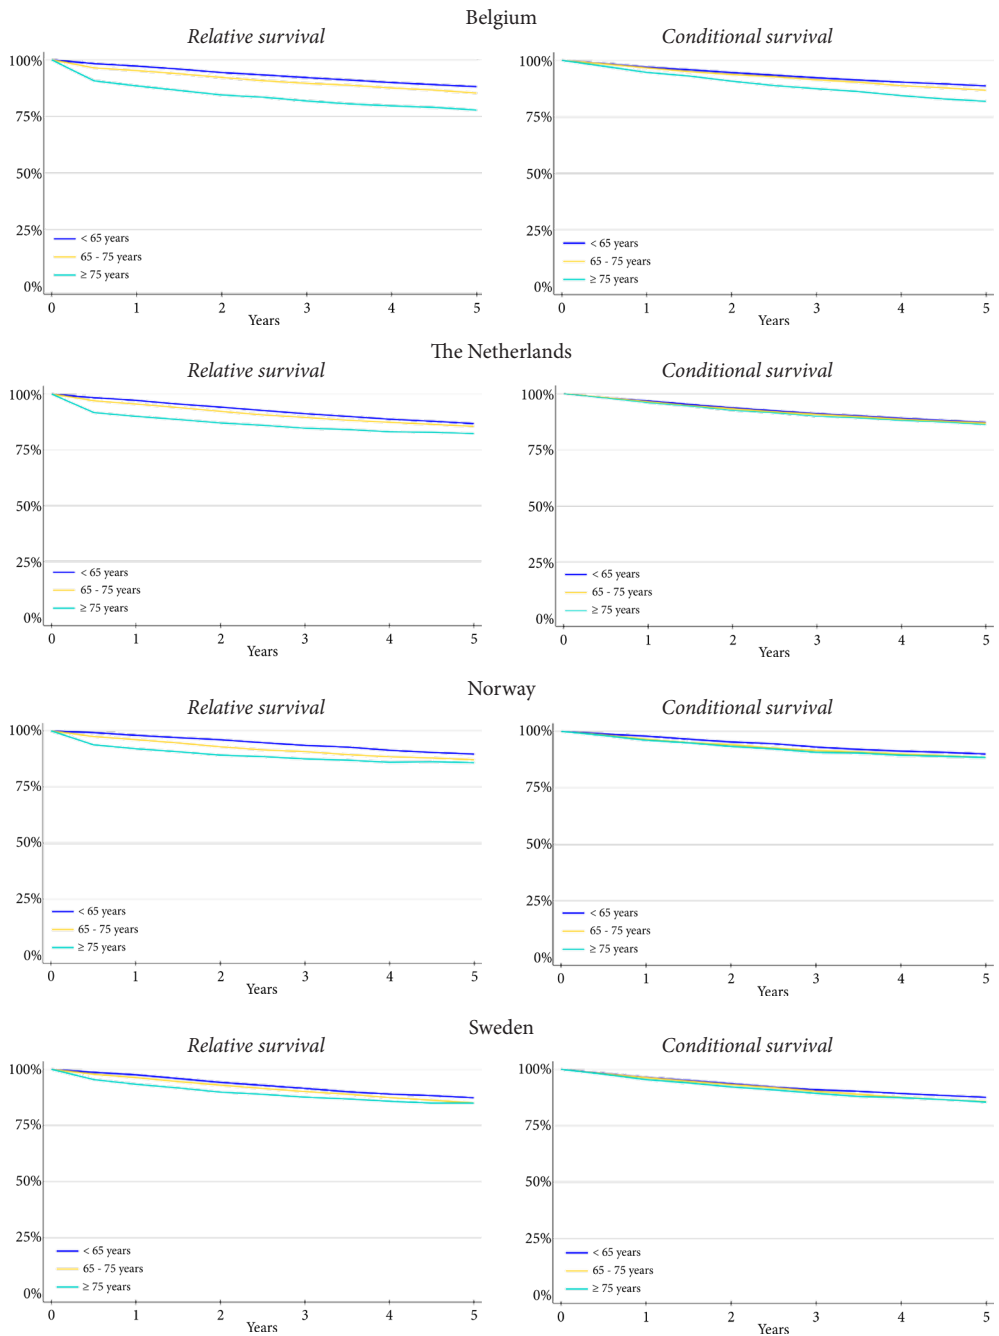 Belgium
Relative survival
100%
75%
50%
25%
0%
< 65 years
65 - 75 years
≥ 75 years
0 1 2 3 4 5
Years
Conditional survival
100%
75%
50%
25%
0%
< 65 years
65 - 75 years
≥ 75 years
0 1 2 3 4 5
Years
The Netherlands
Relative survival
100%
75%
50%
25%
0%
< 65 years
65 - 75 years
≥ 75 years
0 1 2 3 4 5
Years
Conditional survival
100%
75%
50%
25%
0%
< 65 years
65 - 75 years
≥ 75 years
0 1 2 3 4 5
Years
Norway
Relative survival
100%
75%
50%
25%
0%
< 65 years
65 - 75 years
≥ 75 years
0 1 2 3 4 5
Years
Conditional survival
100%
75%
50%
25%
0%
< 65 years
65 - 75 years
≥ 75 years
0 1 2 3 4 5
Years
Sweden
Relative survival
100%
75%
50%
25%
0%
< 65 years
65 - 75 years
≥ 75 years
0 1 2 3 4 5
Years
Conditional survival
100%
75%
50%
25%
0%
< 65 years
65 - 75 years
≥ 75 years
0 1 2 3 4 5
Years